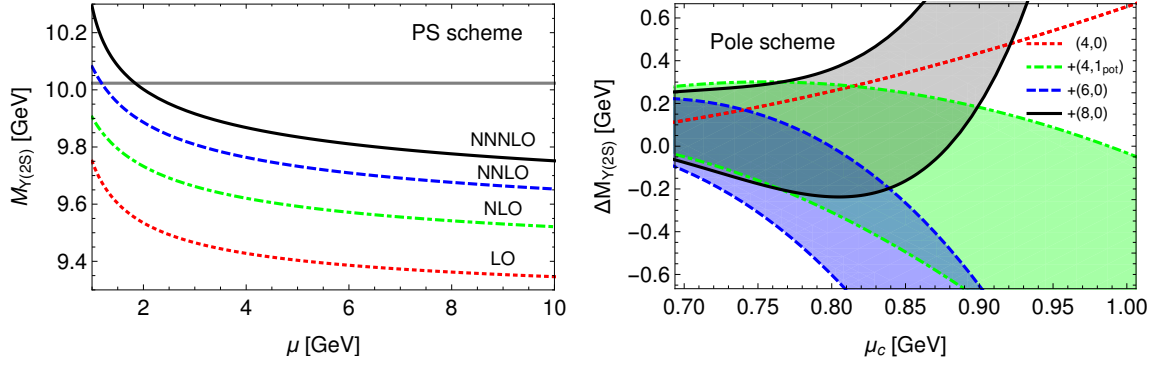 PS scheme
M_Υ(2S) [GeV]
10.2
10.0
9.8
9.6
9.4
NNNLO
NNLO
NLO
LO
2
4
6
8
10
μ [GeV]
Pole scheme
ΔM_Υ(2S) [GeV]
0.6
0.4
0.2
0.0
-0.2
-0.4
-0.6
(4,0)
+(4,1pot)
+(6,0)
+(8,0)
0.70
0.75
0.80
0.85
0.90
0.95
1.00
μc [GeV]